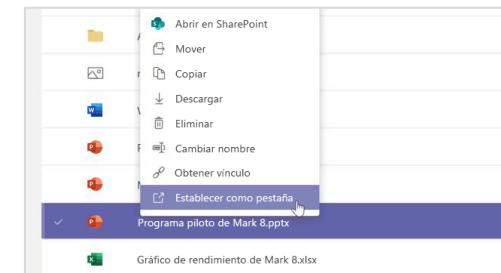 Abrir en SharePoint
Mover
Copiar
Descargar
Eliminar
Cambiar nombre
Obtener vínculo
Establecer como pestaña
Programa piloto de Mark 8.pptx
Gráfico de rendimiento de Mark 8.xlsx